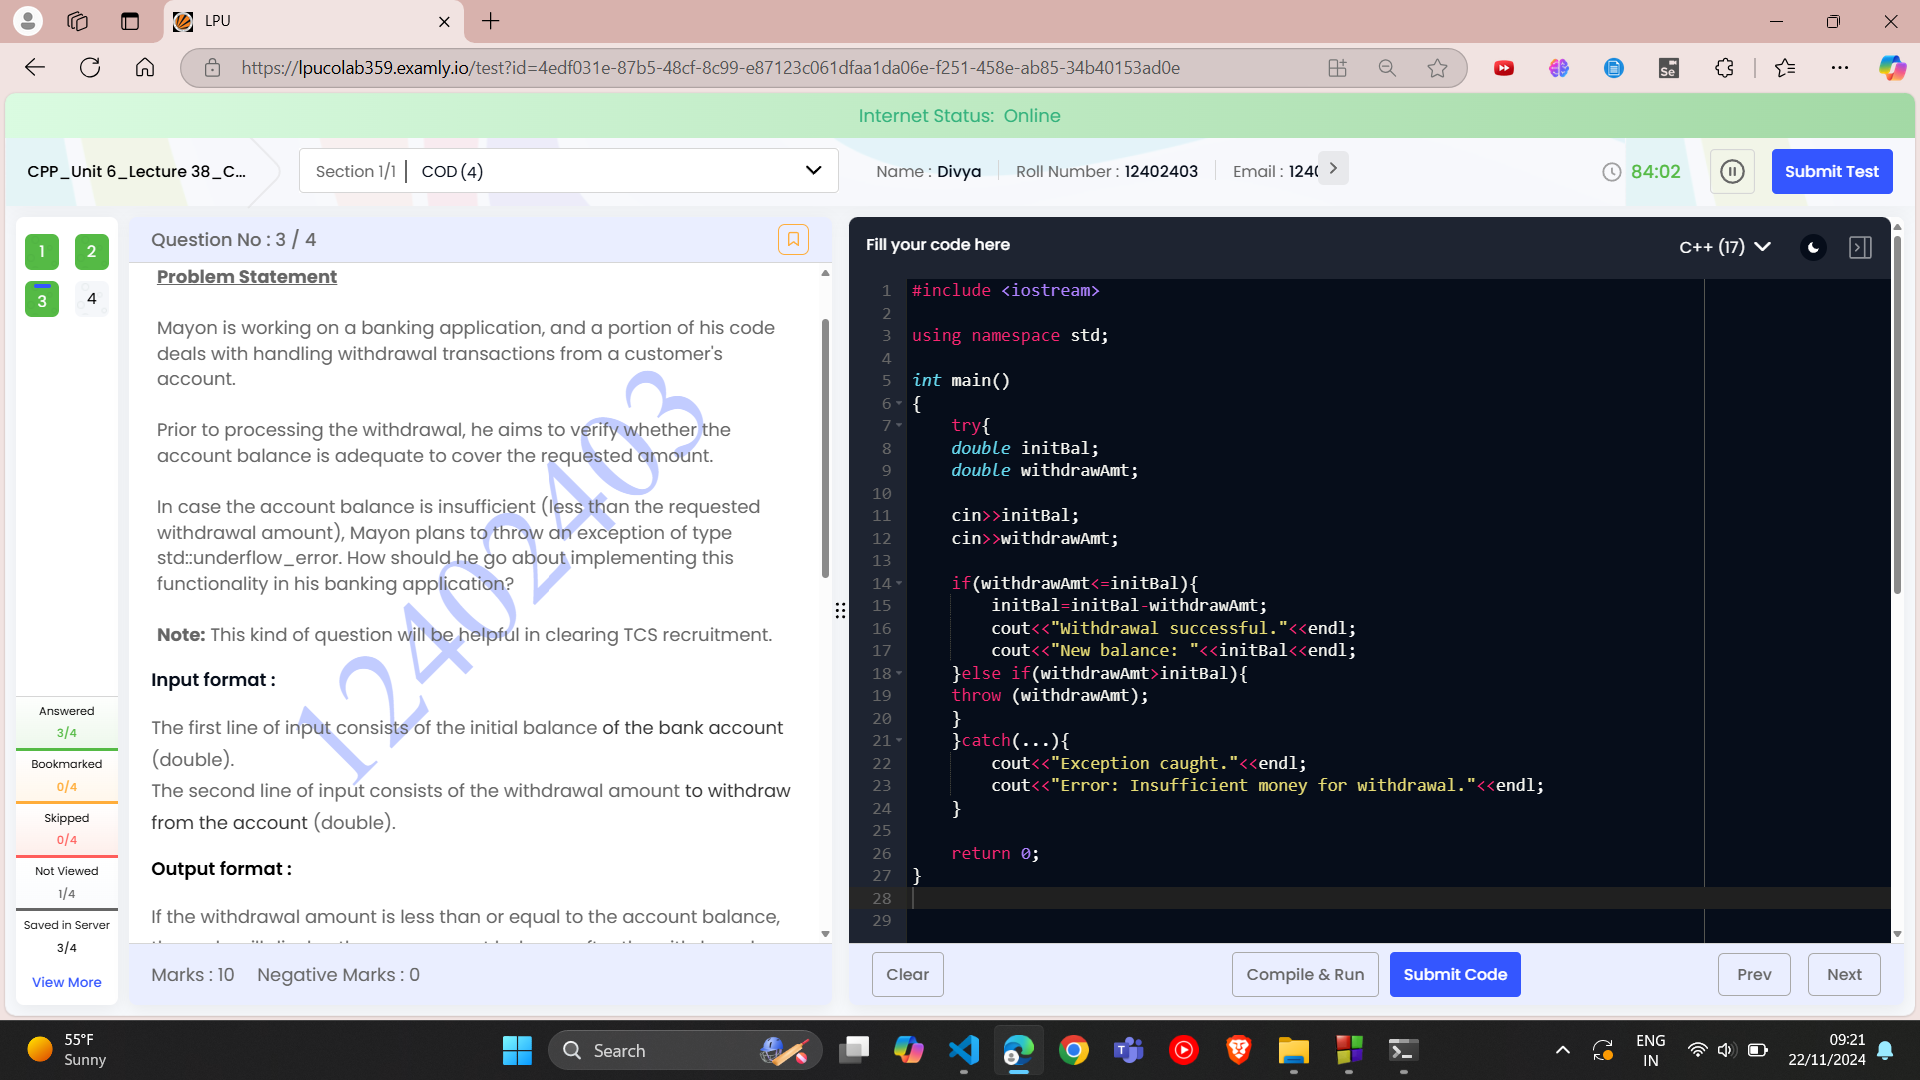 LPU
https://lpucolab359.examly.io/test?id=4edf031e-87b5-48cf-8c99-e87123c061dfaa1da06e-f251-458e-ab85-34b40153ad0e
Internet Status: Online
CPP_Unit 6_Lecture 38_C...
Section 1/1 | COD (4)
Name : Divya
Roll Number : 12402403
Email : 1240
84:02
Submit Test
1 2
3 4
Answered
3/4
Bookmarked
0/4
Skipped
0/4
Not Viewed
1/4
Saved in Server
3/4
View More
Question No : 3 / 4
Problem Statement
Mayon is working on a banking application, and a portion of his code
deals with handling withdrawal transactions from a customer's
account.
Prior to processing the withdrawal, he aims to verify whether the
account balance is adequate to cover the requested amount.
In case the account balance is insufficient (less than the requested
withdrawal amount), Mayon plans to throw an exception of type
std::underflow_error. How should he go about implementing this
functionality in his banking application?
Note: This kind of question will be helpful in clearing TCS recruitment.
Input format :
The first line of input consists of the initial balance of the bank account
(double).
The second line of input consists of the withdrawal amount to withdraw
from the account (double).
Output format :
If the withdrawal amount is less than or equal to the account balance,
12402403
Marks : 10 Negative Marks : 0
Fill your code here
C++ (17)
1 #include <iostream>
2
3 using namespace std;
4
5 int main()
6 {
7 try{
8 double initBal;
9 double withdrawAmt;
10
11 cin>>initBal;
12 cin>>withdrawAmt;
13
14 if(withdrawAmt<=initBal){
15 initBal=initBal-withdrawAmt;
16 cout<<"Withdrawal successful."<<endl;
17 cout<<"New balance: "<<initBal<<endl;
18 }else if(withdrawAmt>initBal){
19 throw (withdrawAmt);
20 }
21 }catch(...){
22 cout<<"Exception caught."<<endl;
23 cout<<"Error: Insufficient money for withdrawal."<<endl;
24 }
25
26 return 0;
27 }
28
29
Clear
Compile & Run
Submit Code
Prev
Next
55°F
Sunny
Search
ENG
IN
09:21
22/11/2024